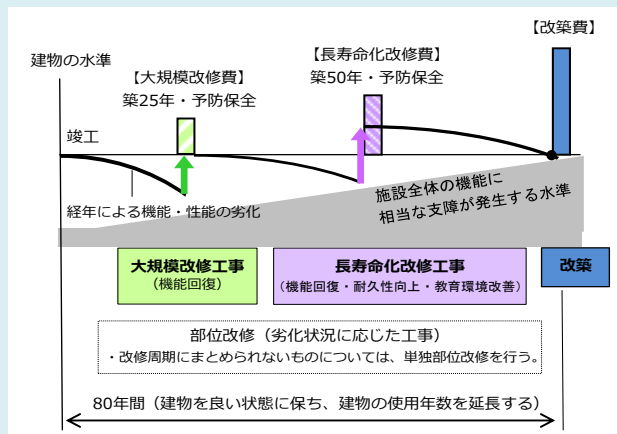 【改築費】
建物の水準
【大規模改修費】
築25年・予防保全
【長寿命化改修費】
築50年・予防保全
竣工
経年による機能・性能の劣化
施設全体の機能に
相当な支障が発生する水準
大規模改修工事
（機能回復）
長寿命化改修工事
（機能回復・耐久性向上・教育環境改善）
改築
部位改修（劣化状況に応じた工事）
・改修周期にまとめられないものについては、単独部位改修を行う。
80年間（建物を良い状態に保ち、建物の使用年数を延長する）